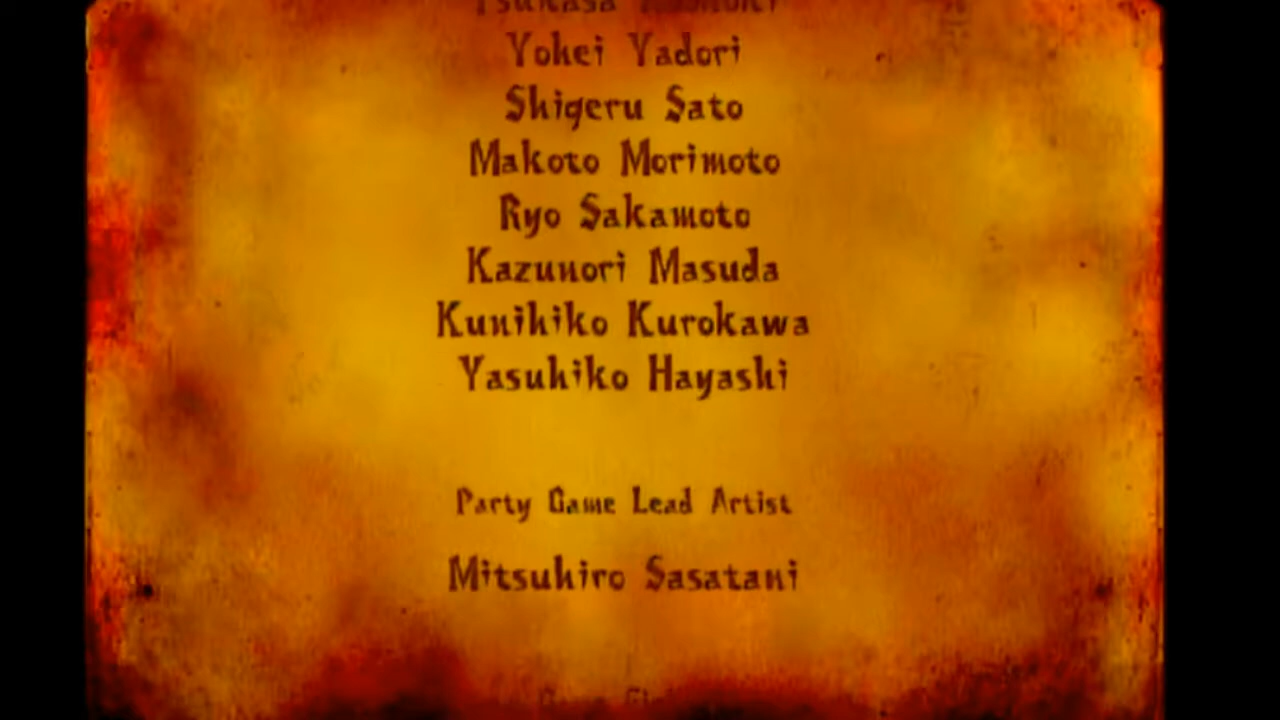 Tsukasa
Yohei Yadori
Shigeru Sato
Makoto Morimoto
Ryo Sakamoto
Kazunori Masuda
Kunihiko Kurokawa
Yasuhiko Hayashi
Party Game Lead Artist
Mitsuhiro Sasatani